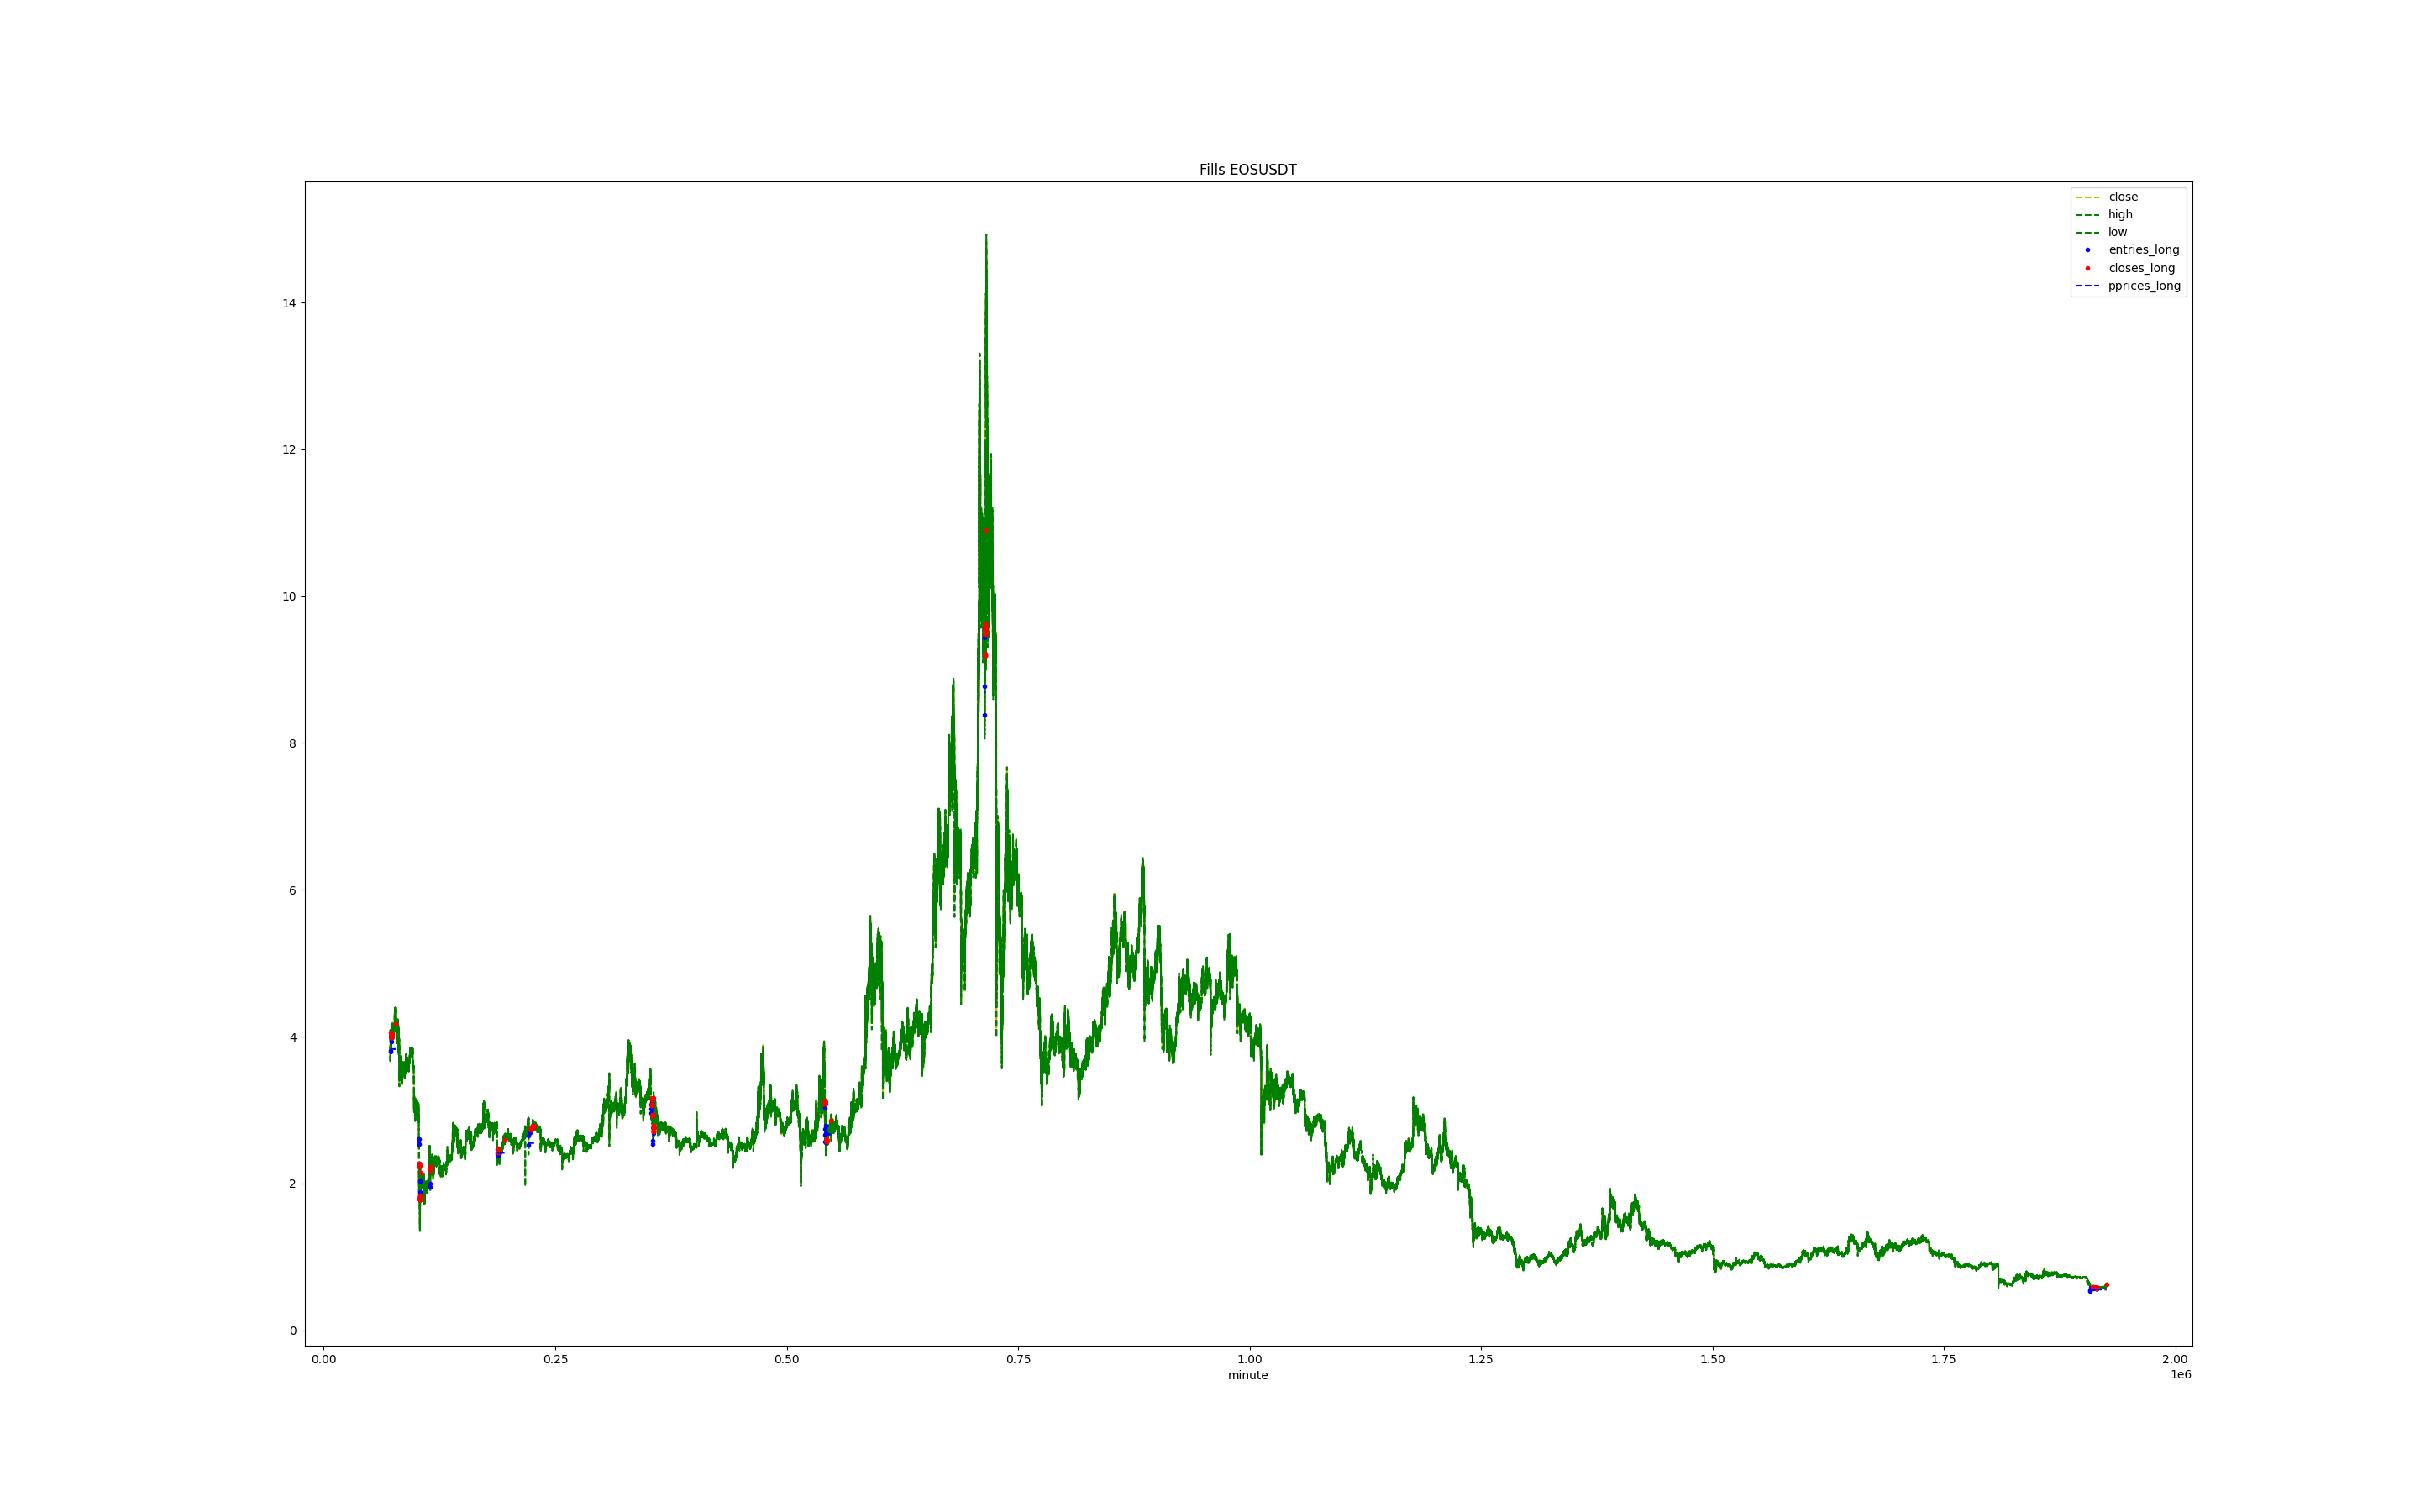 Fills EOSUSDT
close
high
low
entries_long
closes_long
pprices_long
14
12
10
8
6
4
2
0
0.00 0.25 0.50 0.75 1.00 1.25 1.50 1.75 2.00
minute
1e6